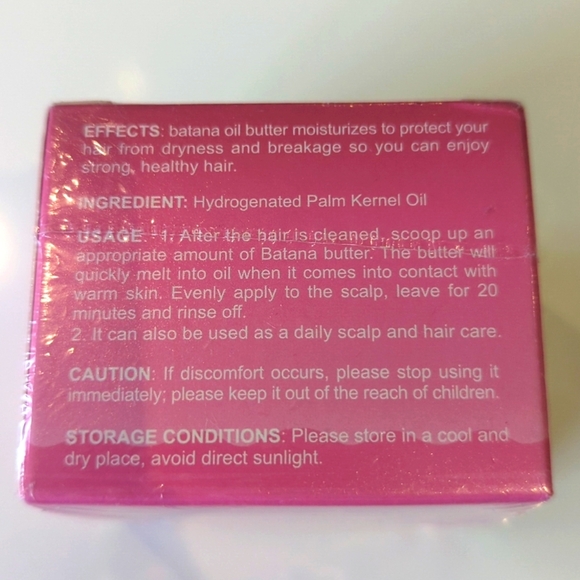 EFFECTS: batana oil butter moisturizes to protect your
hair from dryness and breakage so you can enjoy
strong, healthy hair.
INGREDIENT: Hydrogenated Palm Kernel Oil
USAGE. 1. After the hair is cleaned, scoop up an
appropriate amount of Batana butter. The butter will
quickly melt into oil when it comes into contact with
warm skin. Evenly apply to the scalp, leave for 20
minutes and rinse off.
2. It can also be used as a daily scalp and hair care.
CAUTION: If discomfort occurs, please stop using it
immediately; please keep it out of the reach of children.
STORAGE CONDITIONS: Please store in a cool and
dry place, avoid direct sunlight.